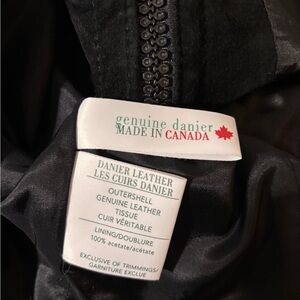 genuine danier
MADE IN CANADA
DANIER LEATHER
LES CUIRS DANIER
OUTERSHELL
GENUINE LEATHER
TISSUE
CUIR VÉRITABLE
LINING/DOUBLURE
100% acetate/acétate
EXCLUSIVE OF TRIMMINGS/
GARNITURE EXCLUE